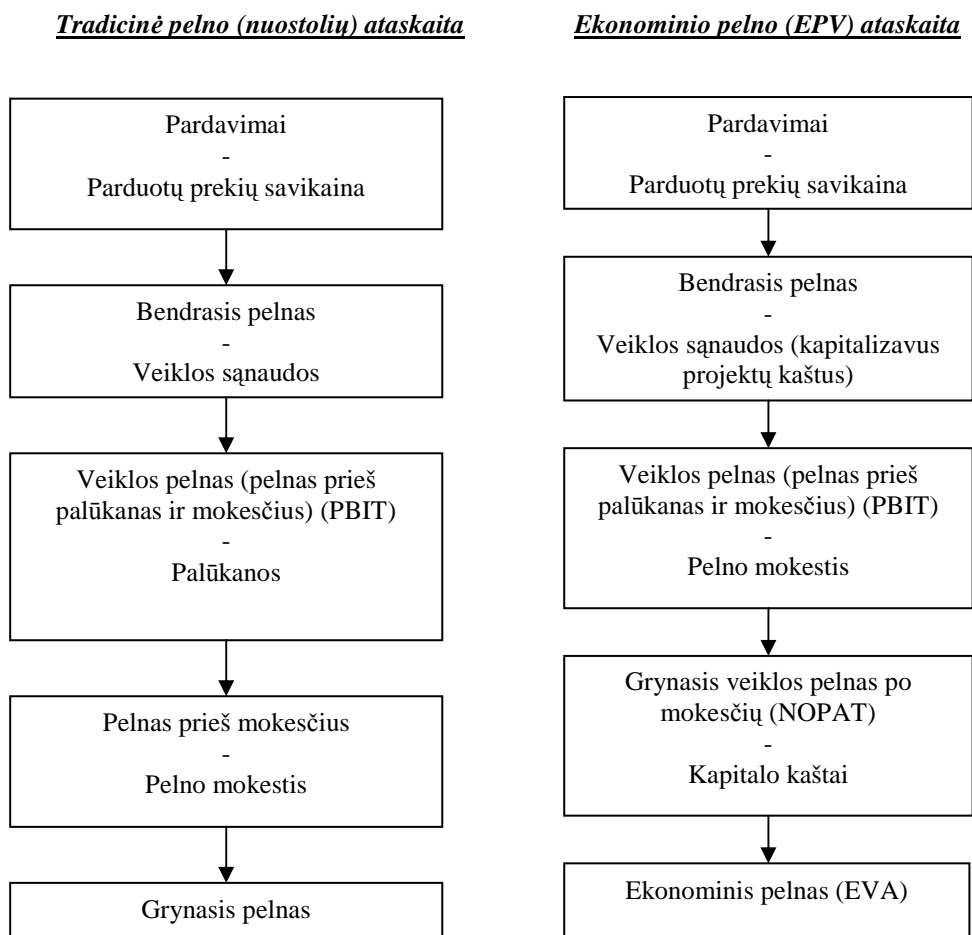 Tradicinė pelno (nuostolių) ataskaita
Pardavimai
-
Parduotų prekių savikaina
Bendrasis pelnas
-
Veiklos sąnaudos
Veiklos pelnas (pelnas prieš
palūkanas ir mokesčius) (PBIT)
-
Palūkanos
Pelnas prieš mokesčius
-
Pelno mokestis
Grynasis pelnas
Ekonominio pelno (EPV) ataskaita
Pardavimai
-
Parduotų prekių savikaina
Bendrasis pelnas
-
Veiklos sąnaudos (kapitalizavus
projektų kaštus)
Veiklos pelnas (pelnas prieš
palūkanas ir mokesčius) (PBIT)
-
Pelno mokestis
Grynasis veiklos pelnas po
mokesčių (NOPAT)
-
Kapitalo kaštai
Ekonominis pelnas (EVA)